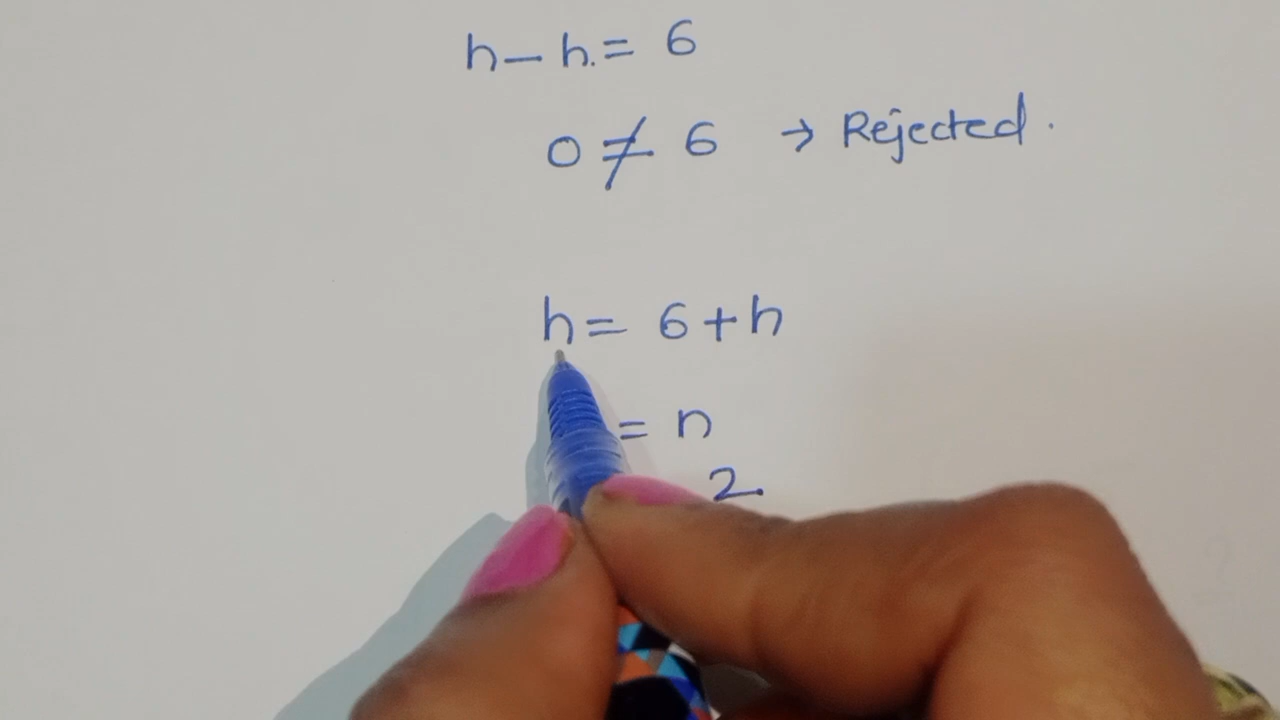 h-h.=6
0≠6 → Rejected.
h=6+h
= n
2